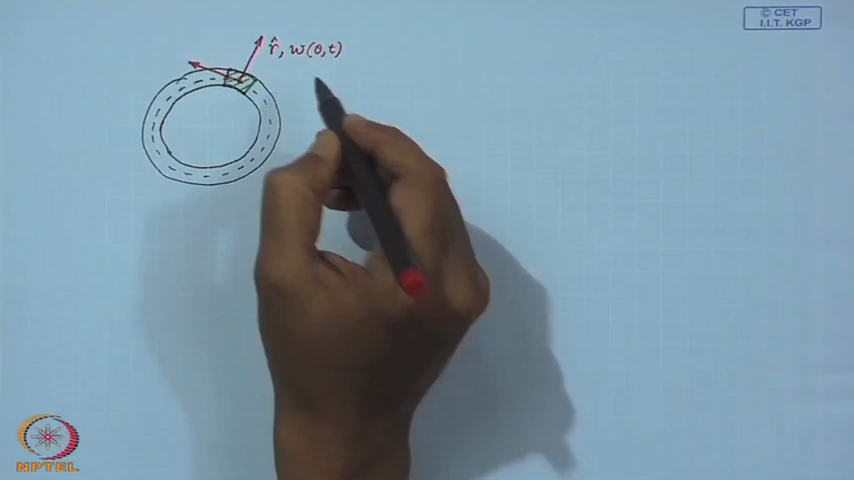 © CET
I.I.T. KGP
r̂, w(θ,t)
NPTEL